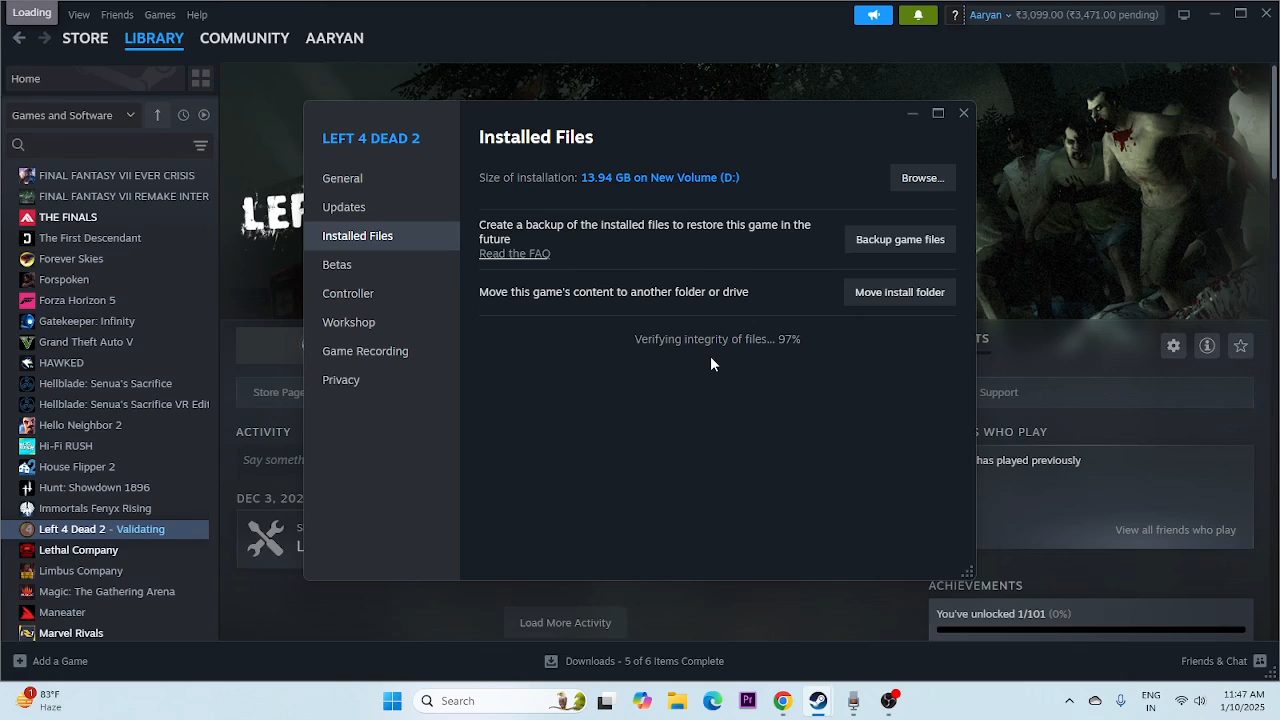 Loading View Friends Games Help
? Aaryan ₹3,099.00 (₹3,471.00 pending)
STORE LIBRARY COMMUNITY AARYAN
Home
Games and Software
FINAL FANTASY VII EVER CRISIS
FINAL FANTASY VII REMAKE INTER
THE FINALS
The First Descendant
Forever Skies
Forspoken
Forza Horizon 5
Gatekeeper: Infinity
Grand Theft Auto V
HAWKED
Hellblade: Senua's Sacrifice
Hellblade: Senua's Sacrifice VR Edit
Hello Neighbor 2
Hi-Fi RUSH
House Flipper 2
Hunt: Showdown 1896
Immortals Fenyx Rising
Left 4 Dead 2 - Validating
Lethal Company
Limbus Company
Magic: The Gathering Arena
Maneater
Marvel Rivals
LEFT 4 DEAD 2
General
Updates
Installed Files
Betas
Controller
Workshop
Game Recording
Privacy
Installed Files
Size of installation: 13.94 GB on New Volume (D:)
Browse...
Create a backup of the installed files to restore this game in the
future
Read the FAQ
Backup game files
Move this game's content to another folder or drive
Move install folder
Verifying integrity of files... 97%
Store Page
Support
ACTIVITY
Say someth
DEC 3, 202
Load More Activity
S WHO PLAY
has played previously
View all friends who play
ACHIEVEMENTS
You've unlocked 1/101 (0%)
Add a Game
Downloads - 5 of 6 Items Complete
Friends & Chat
1
83°F
Haze
Search
Pr
ENG
IN
11:47 AM
1/10/2025